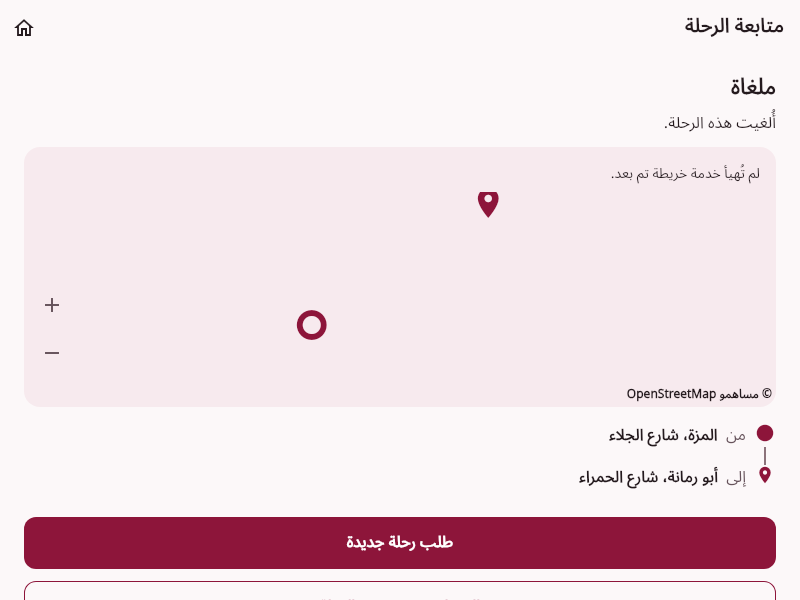 متابعة الرحلة
ملغاة
أُلغيت هذه الرحلة.
لم تُهيأ خدمة خريطة تم بعد.
© مساهمو OpenStreetMap
من المزة، شارع الجلاء
إلى أبو رمانة، شارع الحمراء
طلب رحلة جديدة